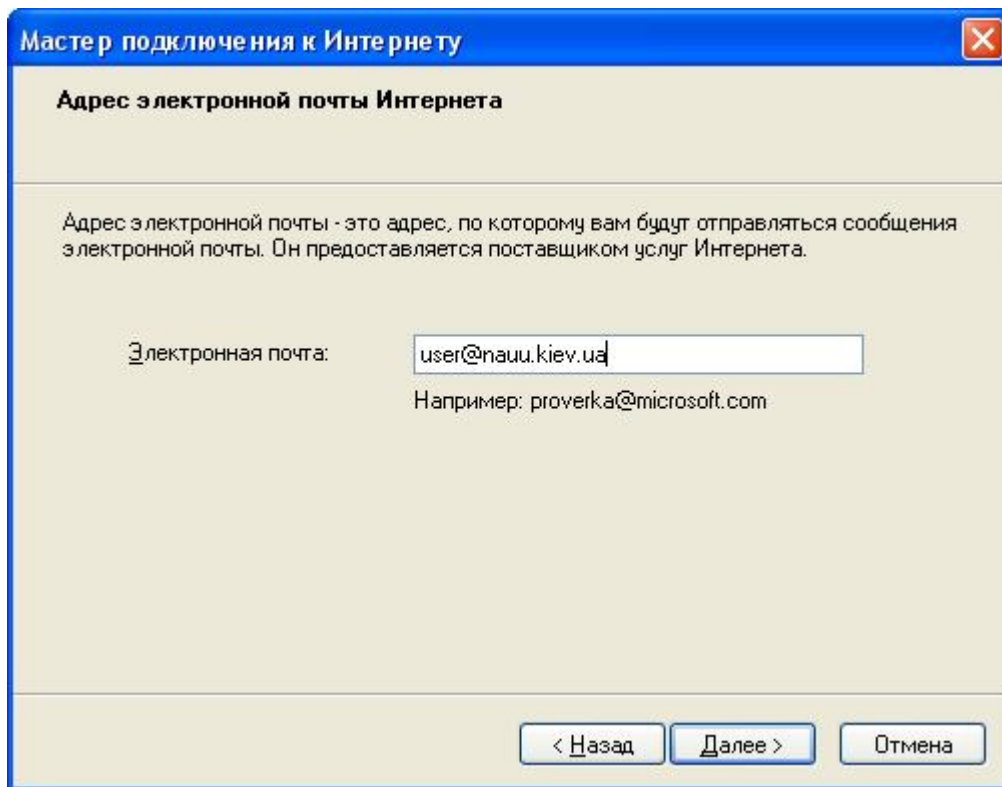 Мастер подключения к Интернету
Адрес электронной почты Интернета
Адрес электронной почты - это адрес, по которому вам будут отправляться сообщения
электронной почты. Он предоставляется поставщиком услуг Интернета.
Электронная почта: user@nauu.kiev.ua
Например: proverka@microsoft.com
< Назад Далее > Отмена